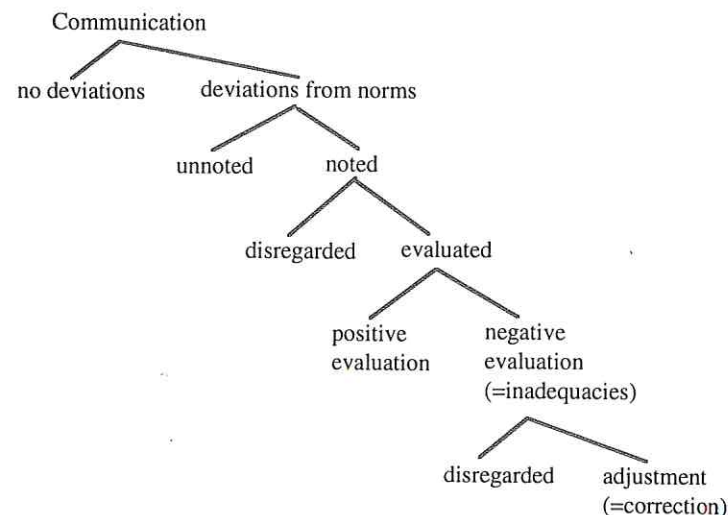 Communication
no deviations deviations from norms
unnoted noted
disregarded evaluated
positive negative
evaluation evaluation
(=inadequacies)
disregarded adjustment
(=correction)